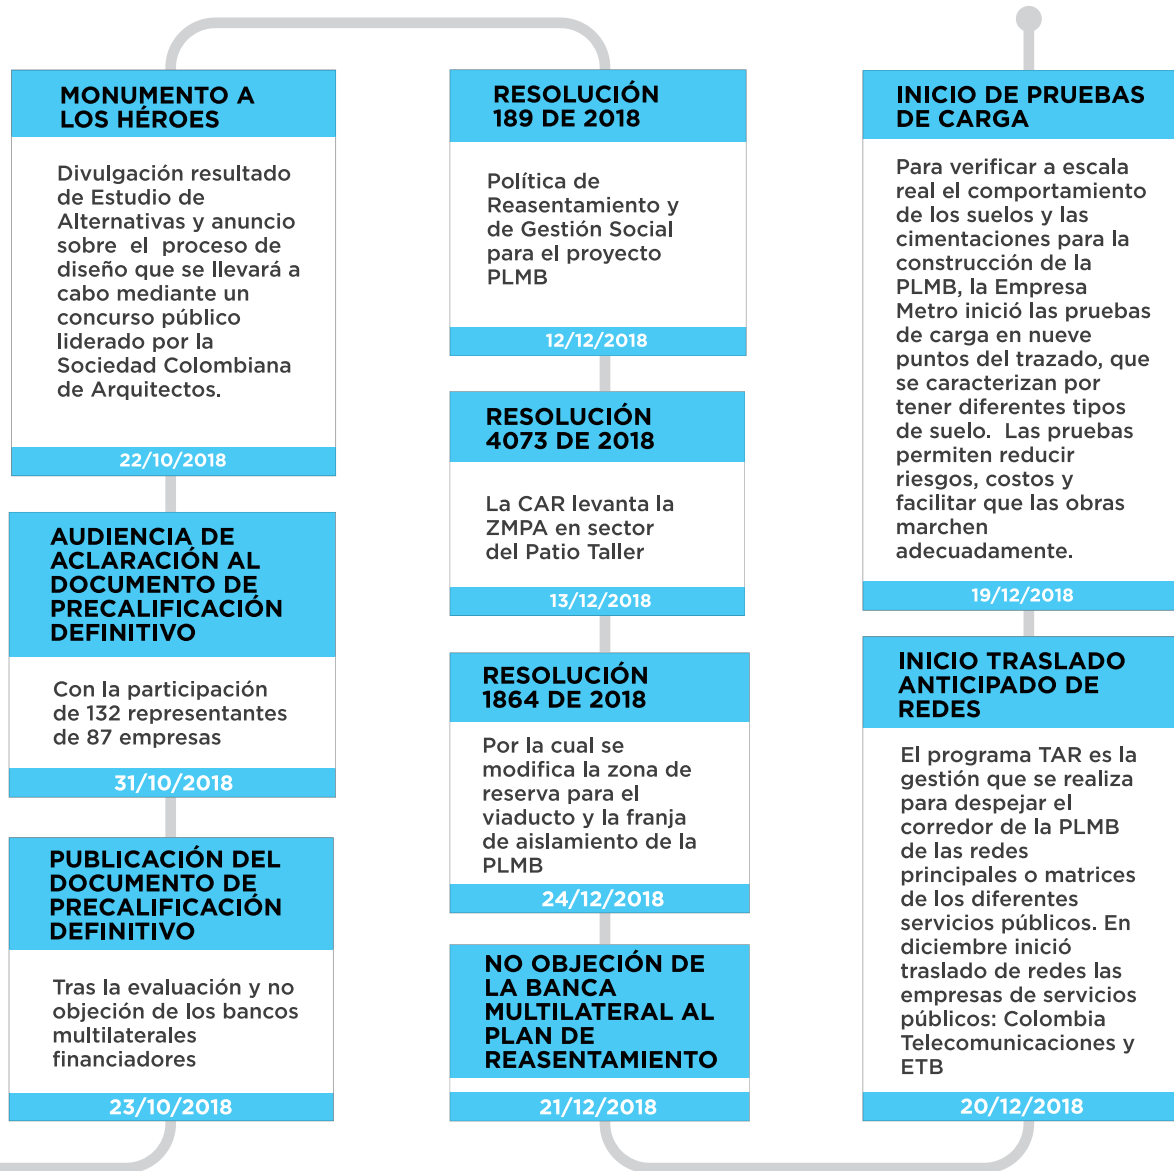 MONUMENTO A
LOS HÉROES
Divulgación resultado
de Estudio de
Alternativas y anuncio
sobre el proceso de
diseño que se llevará a
cabo mediante un
concurso público
liderado por la
Sociedad Colombiana
de Arquitectos.
22/10/2018
AUDIENCIA DE
ACLARACIÓN AL
DOCUMENTO DE
PRECALIFICACIÓN
DEFINITIVO
Con la participación
de 132 representantes
de 87 empresas
31/10/2018
PUBLICACIÓN DEL
DOCUMENTO DE
PRECALIFICACIÓN
DEFINITIVO
Tras la evaluación y no
objeción de los bancos
multilaterales
financiadores
23/10/2018
RESOLUCIÓN
189 DE 2018
Política de
Reasentamiento y
de Gestión Social
para el proyecto
PLMB
12/12/2018
RESOLUCIÓN
4073 DE 2018
La CAR levanta la
ZMPA en sector
del Patio Taller
13/12/2018
RESOLUCIÓN
1864 DE 2018
Por la cual se
modifica la zona de
reserva para el
viaducto y la franja
de aislamiento de la
PLMB
24/12/2018
NO OBJECIÓN DE
LA BANCA
MULTILATERAL AL
PLAN DE
REASENTAMIENTO
21/12/2018
INICIO DE PRUEBAS
DE CARGA
Para verificar a escala
real el comportamiento
de los suelos y las
cimentaciones para la
construcción de la
PLMB, la Empresa
Metro inició las pruebas
de carga en nueve
puntos del trazado, que
se caracterizan por
tener diferentes tipos
de suelo. Las pruebas
permiten reducir
riesgos, costos y
facilitar que las obras
marchen
adecuadamente.
19/12/2018
INICIO TRASLADO
ANTICIPADO DE
REDES
El programa TAR es la
gestión que se realiza
para despejar el
corredor de la PLMB
de las redes
principales o matrices
de los diferentes
servicios públicos. En
diciembre inició
traslado de redes las
empresas de servicios
públicos: Colombia
Telecomunicaciones y
ETB
20/12/2018